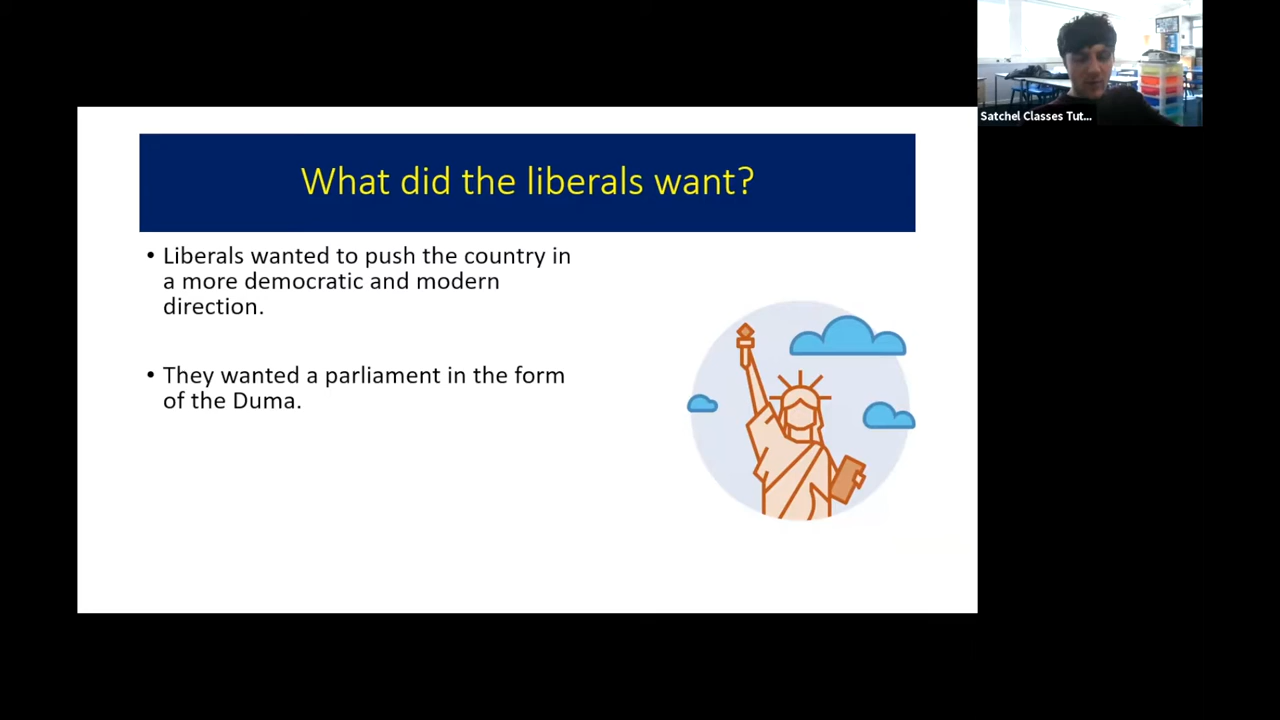 Satchel Classes Tut...
What did the liberals want?
• Liberals wanted to push the country in
a more democratic and modern
direction.
• They wanted a parliament in the form
of the Duma.